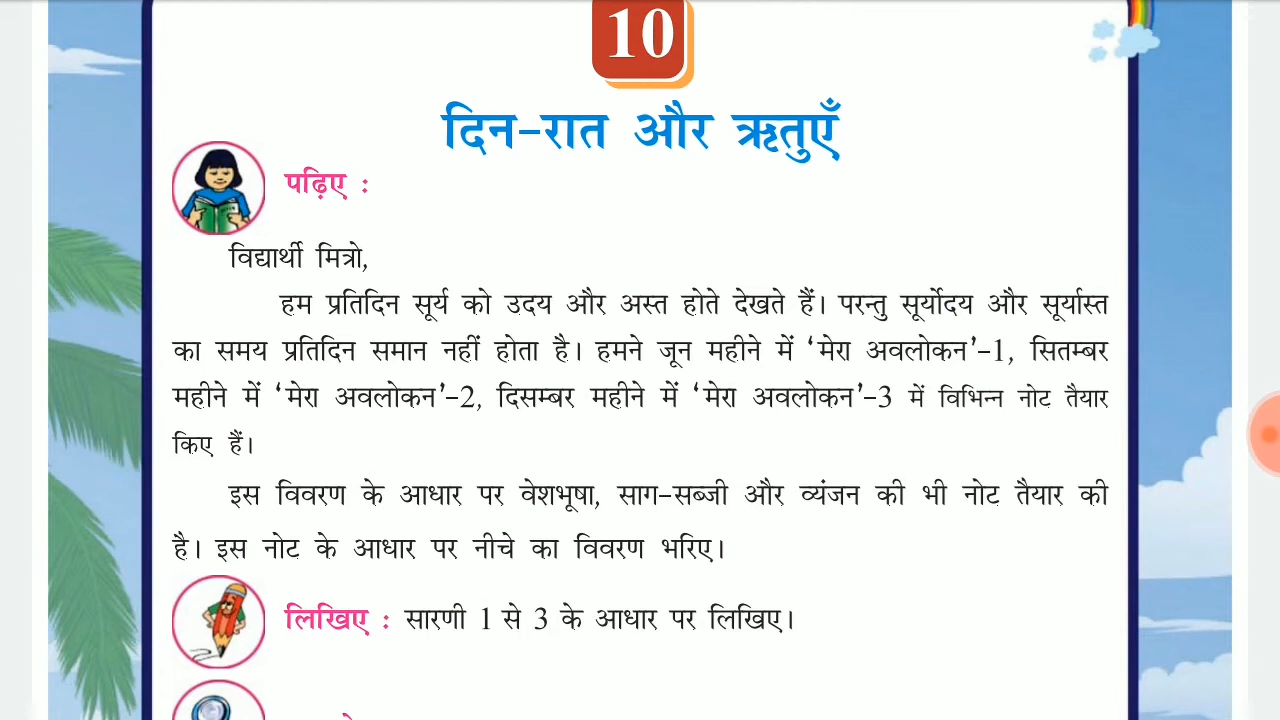 10
दिन-रात और ऋतुएँ
पढ़िए :
विद्यार्थी मित्रो,
हम प्रतिदिन सूर्य को उदय और अस्त होते देखते हैं। परन्तु सूर्योदय और सूर्यास्त
का समय प्रतिदिन समान नहीं होता है। हमने जून महीने में ‘मेरा अवलोकन’-1, सितम्बर
महीने में ‘मेरा अवलोकन’-2, दिसम्बर महीने में ‘मेरा अवलोकन’-3 में विभिन्न नोट तैयार
किए हैं।
इस विवरण के आधार पर वेशभूषा, साग-सब्जी और व्यंजन की भी नोट तैयार की
है। इस नोट के आधार पर नीचे का विवरण भरिए।
लिखिए : सारणी 1 से 3 के आधार पर लिखिए।